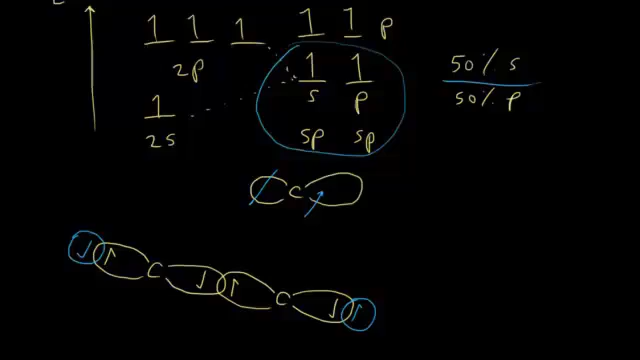 1 1 1 1 1 p
2p 1 1 50% s
1 s p 50% p
2s sp sp
C
C C